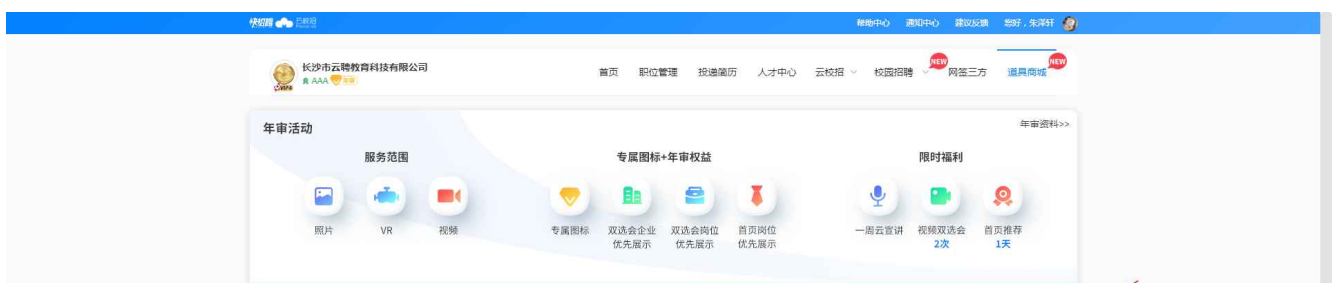 快招聘 云校招
帮助中心 通知中心 建议反馈 您好,朱泽轩
长沙市云聘教育科技有限公司
AAA 年审
首页 职位管理 投递简历 人才中心 云校招 校园招聘 NEW 网签三方 道具商城 NEW
年审活动
年审资料>>
服务范围
照片 VR 视频
专属图标+年审权益
专属图标 双选会企业 双选会岗位 首页岗位
优先展示 优先展示 优先展示
限时福利
一周云宣讲 视频双选会 首页推荐
2次 1天